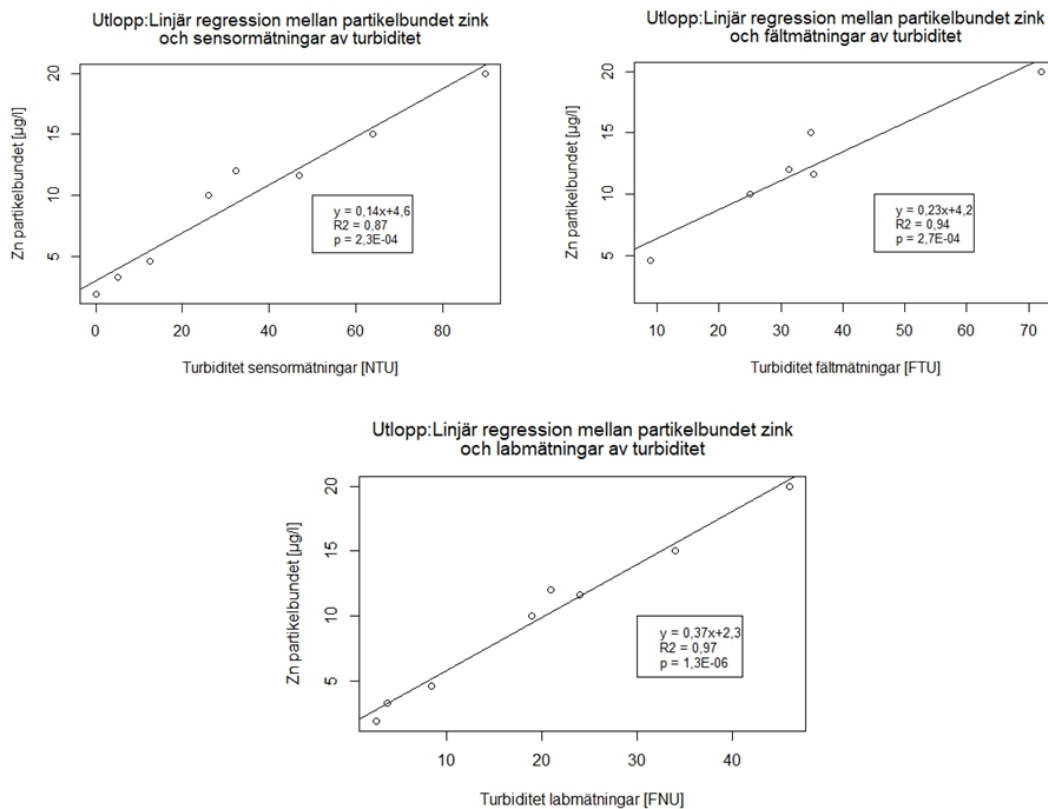 Utlopp:Linjär regression mellan partikelbundet zink
och sensormätningar av turbiditet
Zn partikelbundet [µg/l]
20
15
10
5
y = 0,14x+4,6
R2 = 0,87
p = 2,3E-04
0 20 40 60 80
Turbiditet sensormätningar [NTU]
Utlopp:Linjär regression mellan partikelbundet zink
och fältmätningar av turbiditet
Zn partikelbundet [µg/l]
20
15
10
5
y = 0,23x+4,2
R2 = 0,94
p = 2,7E-04
10 20 30 40 50 60 70
Turbiditet fältmätningar [FTU]
Utlopp:Linjär regression mellan partikelbundet zink
och labmätningar av turbiditet
Zn partikelbundet [µg/l]
20
15
10
5
y = 0,37x+2,3
R2 = 0,97
p = 1,3E-06
10 20 30 40
Turbiditet labmätningar [FNU]